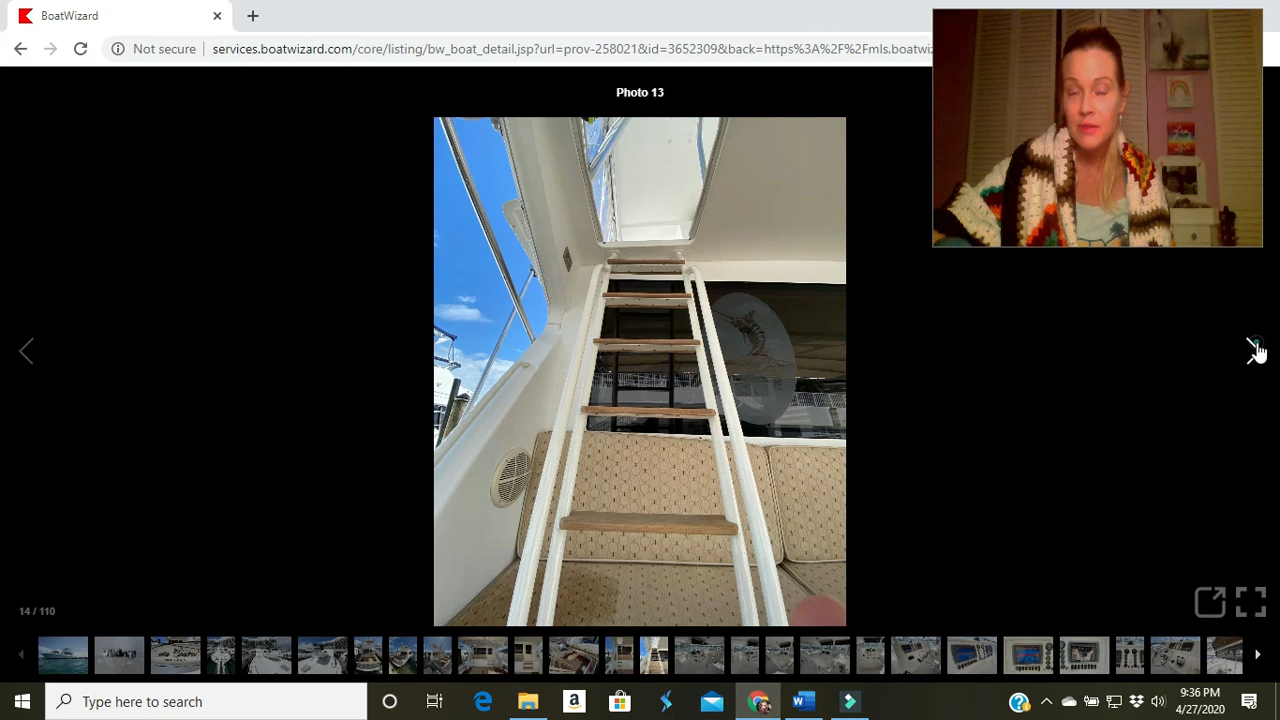 BoatWizard
Not secure
services.boatwizard.com/core/listing/bw_boat_detail.jsp?url=prov-258021&id=3652309&back=https%3A%2F%2Fmls.boatwiz
Photo 13
14 / 110
Type here to search
9:36 PM
4/27/2020